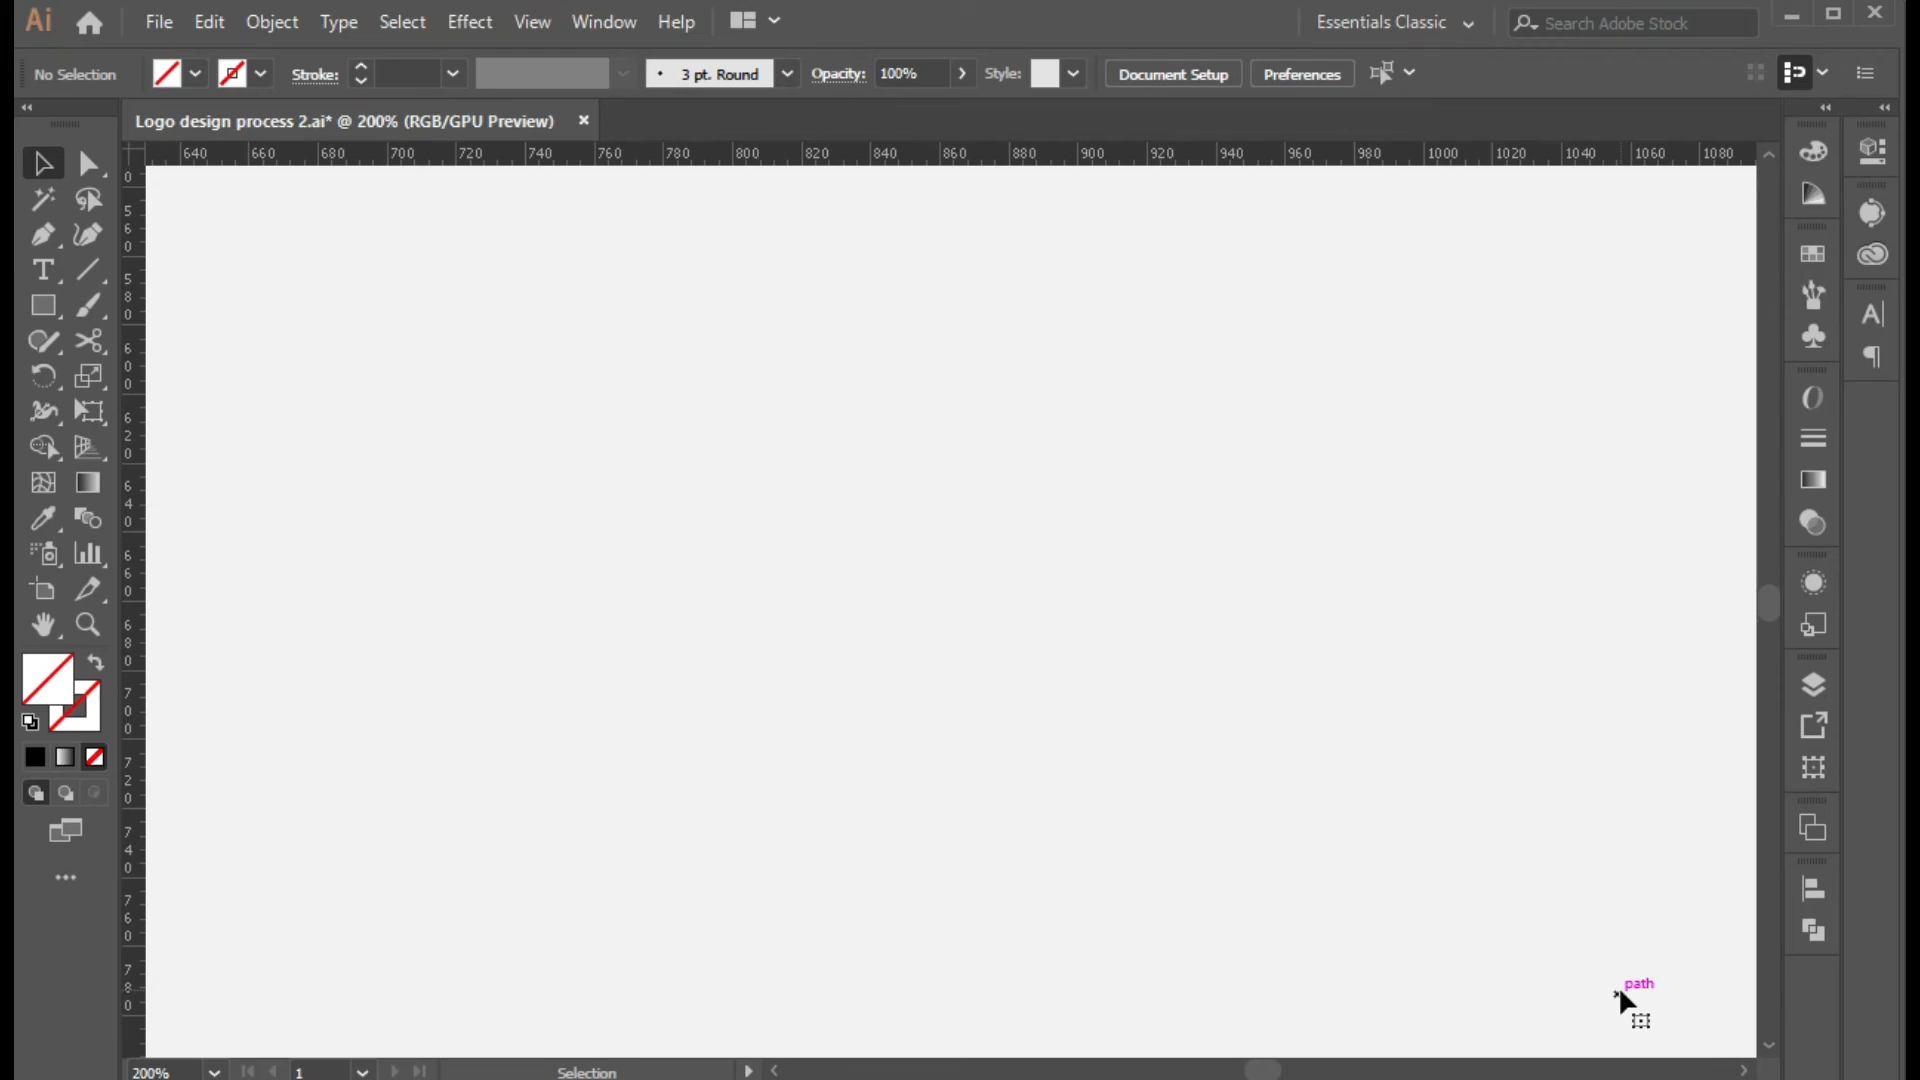 Ai File Edit Object Type Select Effect View Window Help Essentials Classic Search Adobe Stock
No Selection Stroke: 3 pt. Round Opacity: 100% Style: Document Setup Preferences
Logo design process 2.ai* @ 200% (RGB/GPU Preview) ×
640 660 680 700 720 740 760 780 800 820 840 860 880 900 920 940 960 980 1000 1020 1040 1060 1080
0
560
580
600
620
640
660
680
700
720
740
760
780
path
200% 1 Selection